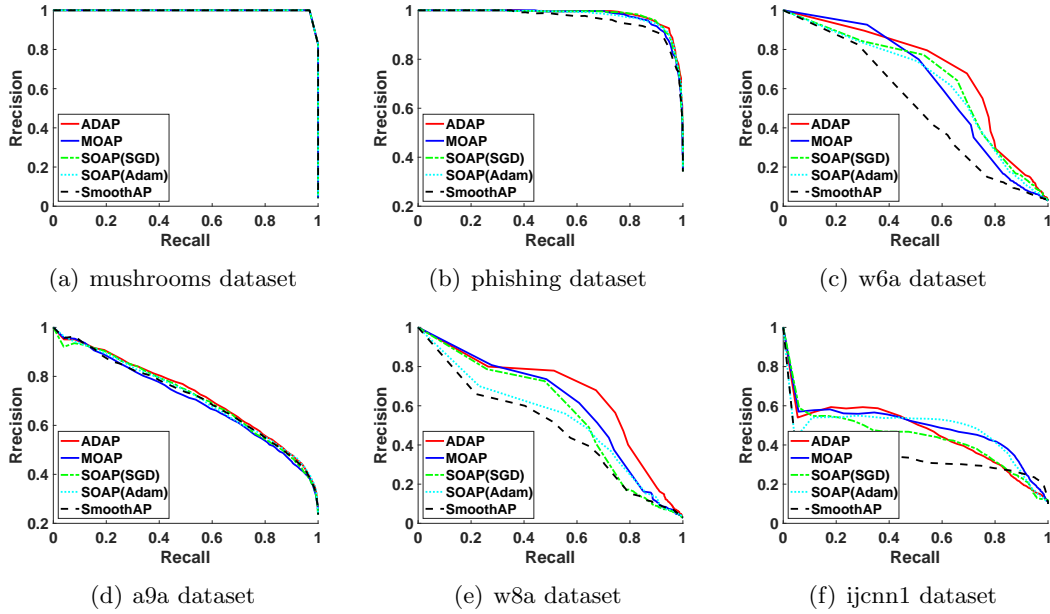 1
0.8
0.6
0.4
0.2
0
Rrecision
ADAP
MOAP
SOAP(SGD)
SOAP(Adam)
SmoothAP
0 0.2 0.4 0.6 0.8 1
Recall
(a) mushrooms dataset
1
0.8
0.6
0.4
0.2
Rrecision
ADAP
MOAP
SOAP(SGD)
SOAP(Adam)
SmoothAP
0 0.2 0.4 0.6 0.8 1
Recall
(b) phishing dataset
1
0.8
0.6
0.4
0.2
0
Rrecision
ADAP
MOAP
SOAP(SGD)
SOAP(Adam)
SmoothAP
0 0.2 0.4 0.6 0.8 1
Recall
(c) w6a dataset
1
0.8
0.6
0.4
0.2
Rrecision
ADAP
MOAP
SOAP(SGD)
SOAP(Adam)
SmoothAP
0 0.2 0.4 0.6 0.8 1
Recall
(d) a9a dataset
1
0.8
0.6
0.4
0.2
0
Rrecision
ADAP
MOAP
SOAP(SGD)
SOAP(Adam)
SmoothAP
0 0.2 0.4 0.6 0.8 1
Recall
(e) w8a dataset
1
0.8
0.6
0.4
0.2
0
Rrecision
ADAP
MOAP
SOAP(SGD)
SOAP(Adam)
SmoothAP
0 0.2 0.4 0.6 0.8 1
Recall
(f) ijcnn1 dataset